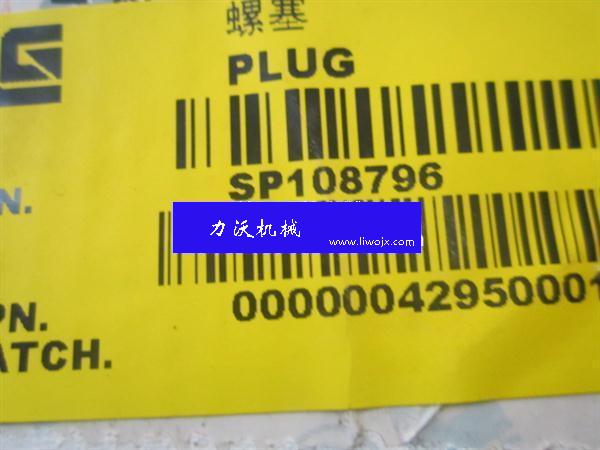 螺塞
PLUG
SP108796
N.
力沃机械
www.liwojx.com
PN.
00000042950001
ATCH.